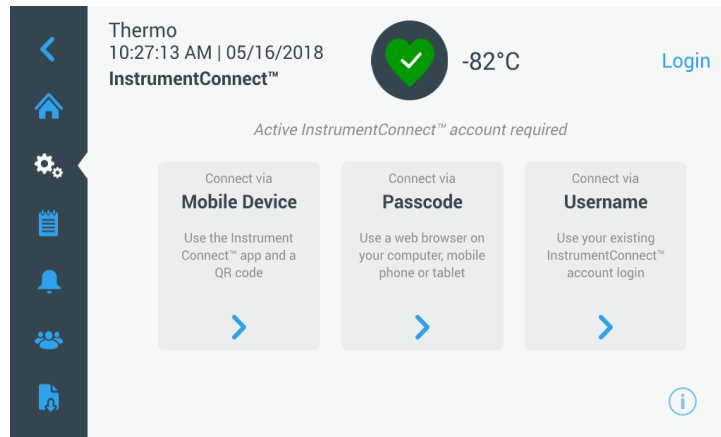 Thermo
10:27:13 AM | 05/16/2018
InstrumentConnect™
-82°C
Login
Active InstrumentConnect™ account required
Connect via
Mobile Device
Use the Instrument
Connect™ app and a
QR code
Connect via
Passcode
Use a web browser on
your computer, mobile
phone or tablet
Connect via
Username
Use your existing
InstrumentConnect™
account login